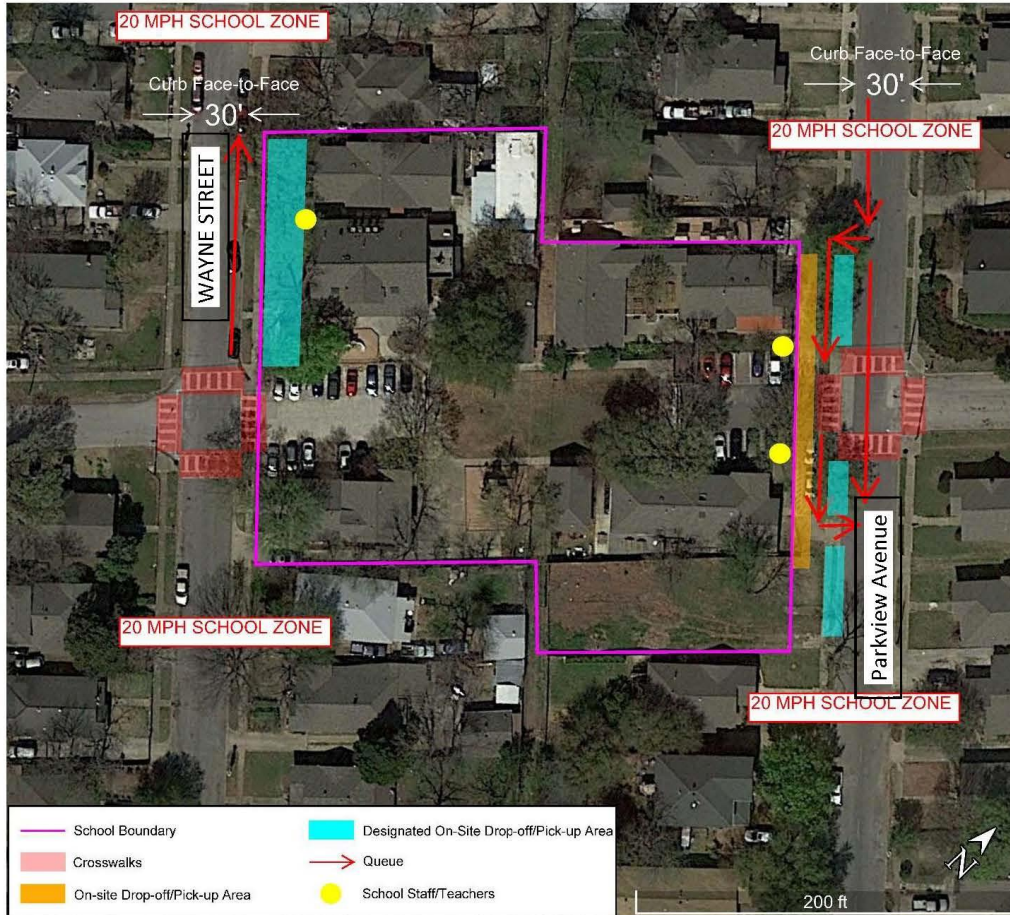 20 MPH SCHOOL ZONE
Curb Face-to-Face
30'
Curb Face-to-Face
30'
20 MPH SCHOOL ZONE
WAYNE STREET
Parkview Avenue
20 MPH SCHOOL ZONE
20 MPH SCHOOL ZONE
School Boundary
Crosswalks
On-site Drop-off/Pick-up Area
Designated On-Site Drop-off/Pick-up Area
Queue
School Staff/Teachers
N
200 ft